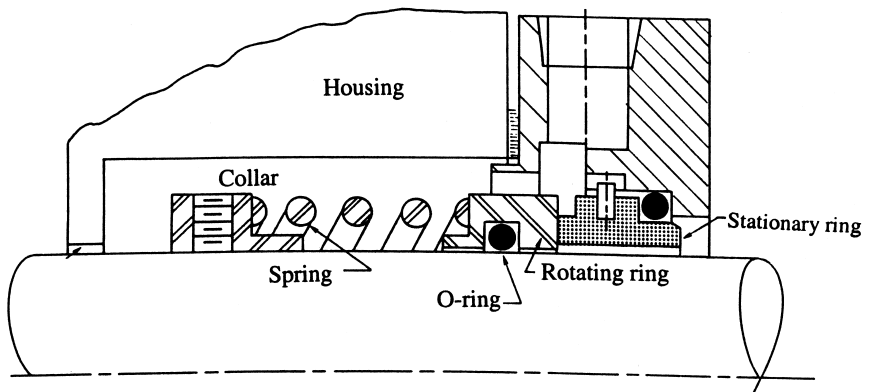 Housing
Collar
Stationary ring
Spring
Rotating ring
O-ring